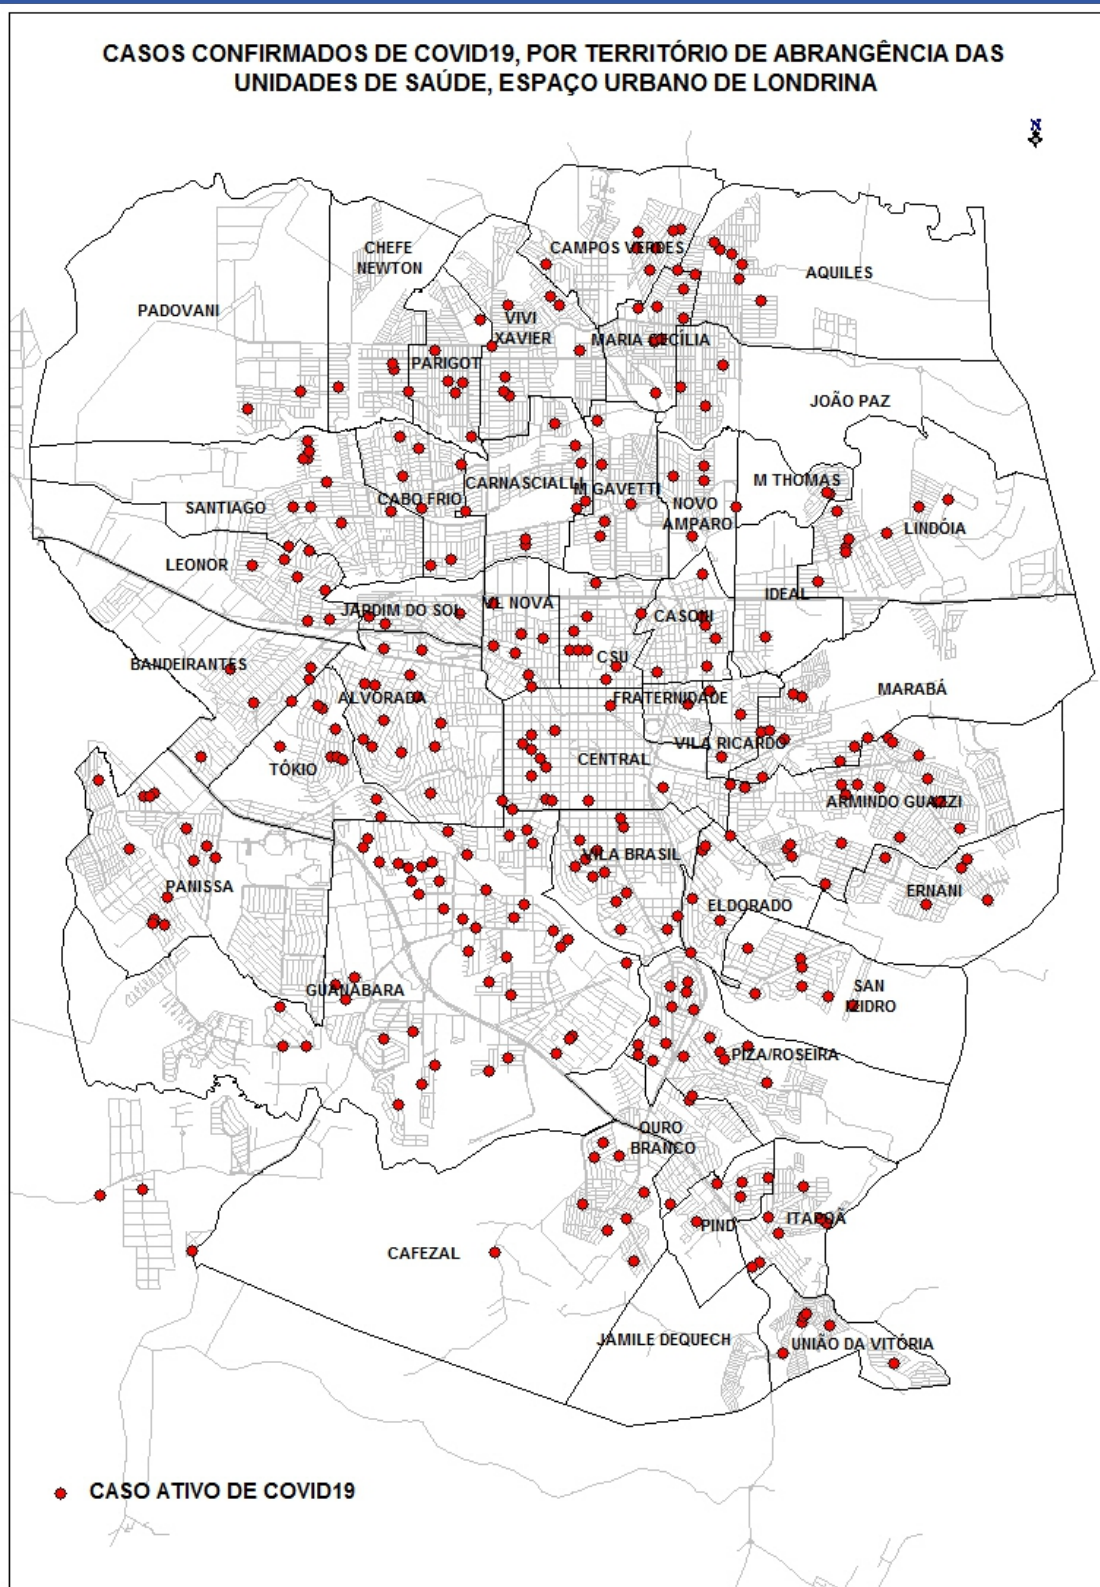 CASOS CONFIRMADOS DE COVID19, POR TERRITÓRIO DE ABRANGÊNCIA DAS
UNIDADES DE SAÚDE, ESPAÇO URBANO DE LONDRINA
N
CHEFE
NEWTON
CAMPOS VERDES
AQUILES
PADOVANI
VIVI
XAVIER
MARIA CECÍLIA
PARIGOT
JOÃO PAZ
M THOMAS
CARNASCIALLI
M GAVETTI
CABO FRIO
SANTIAGO
NOVO
AMPARO
LINDÓIA
LEONOR
IDEAL
VL NOVA
JARDIM DO SOL
CASONI
CSU
BANDEIRANTES
MARABÁ
ALVORADA
FRATERNIDADE
VILA RICARDO
CENTRAL
TÓKIO
ARMINDO GUAZZI
VILA BRASIL
PANISSA
ERNANI
ELDORADO
GUANABARA
SAN
IZIDRO
PIZA/ROSEIRA
OURO
BRANCO
PIND
ITAPOÃ
CAFEZAL
JAMILE DEQUECH
UNIÃO DA VITÓRIA
CASO ATIVO DE COVID19